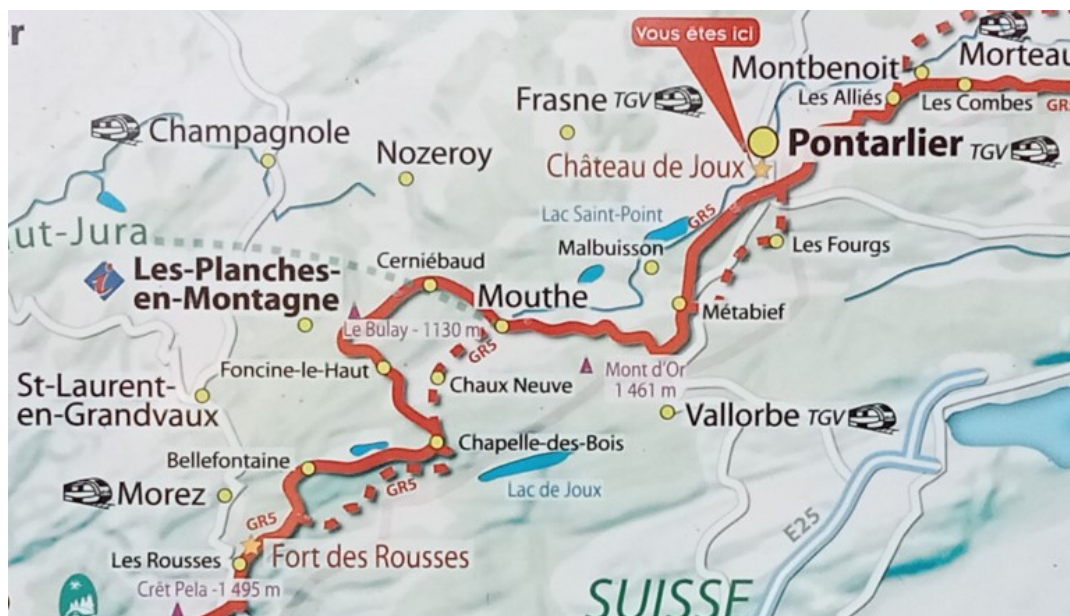 r
Vous êtes ici
Morteau
Montbenoit
Frasne TGV
Les Alliés
Les Combes
GR5
Champagnole
Pontarlier TGV
Nozeroy
Château de Joux
Lac Saint-Point
GR5
ut-Jura
Malbuisson
Les Fourgs
Cerniébaud
i
Les-Planches-
en-Montagne
Mouthe
Métabief
Le Bulay - 1130 m
GR5
Foncine-le-Haut
Mont d'Or
1 461 m
Chaux Neuve
St-Laurent-
en-Grandvaux
Vallorbe TGV
Chapelle-des-Bois
Bellefontaine
Lac de Joux
GR5
Morez
E25
GR5
Les Rousses
Fort des Rousses
Crêt Pela -1 495 m
SUISSE